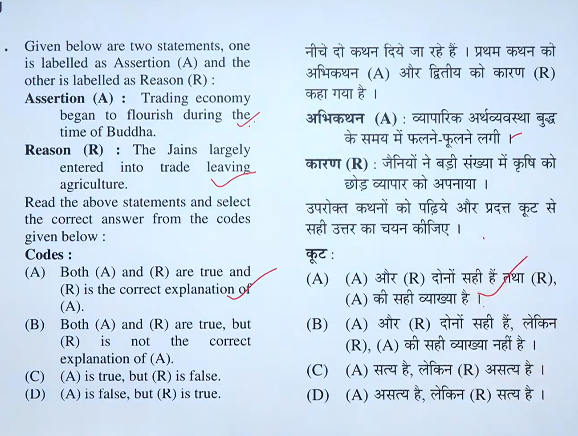 . Given below are two statements, one
is labelled as Assertion (A) and the
other is labelled as Reason (R) :
Assertion (A) : Trading economy
began to flourish during the
time of Buddha.
Reason (R) : The Jains largely
entered into trade leaving
agriculture.
Read the above statements and select
the correct answer from the codes
given below :
Codes :
(A) Both (A) and (R) are true and
(R) is the correct explanation of
(A).
(B) Both (A) and (R) are true, but
(R) is not the correct
explanation of (A).
(C) (A) is true, but (R) is false.
(D) (A) is false, but (R) is true.
नीचे दो कथन दिये जा रहे हैं । प्रथम कथन को
अभिकथन (A) और द्वितीय को कारण (R)
कहा गया है ।
अभिकथन (A) : व्यापारिक अर्थव्यवस्था बुद्ध
के समय में फलने-फूलने लगी ।
कारण (R) : जैनियों ने बड़ी संख्या में कृषि को
छोड़ व्यापार को अपनाया ।
उपरोक्त कथनों को पढ़िये और प्रदत्त कूट से
सही उत्तर का चयन कीजिए ।
कूट :
(A) (A) और (R) दोनों सही हैं तथा (R),
(A) की सही व्याख्या है ।
(B) (A) और (R) दोनों सही हैं, लेकिन
(R), (A) की सही व्याख्या नहीं है ।
(C) (A) सत्य है, लेकिन (R) असत्य है ।
(D) (A) असत्य है, लेकिन (R) सत्य है ।